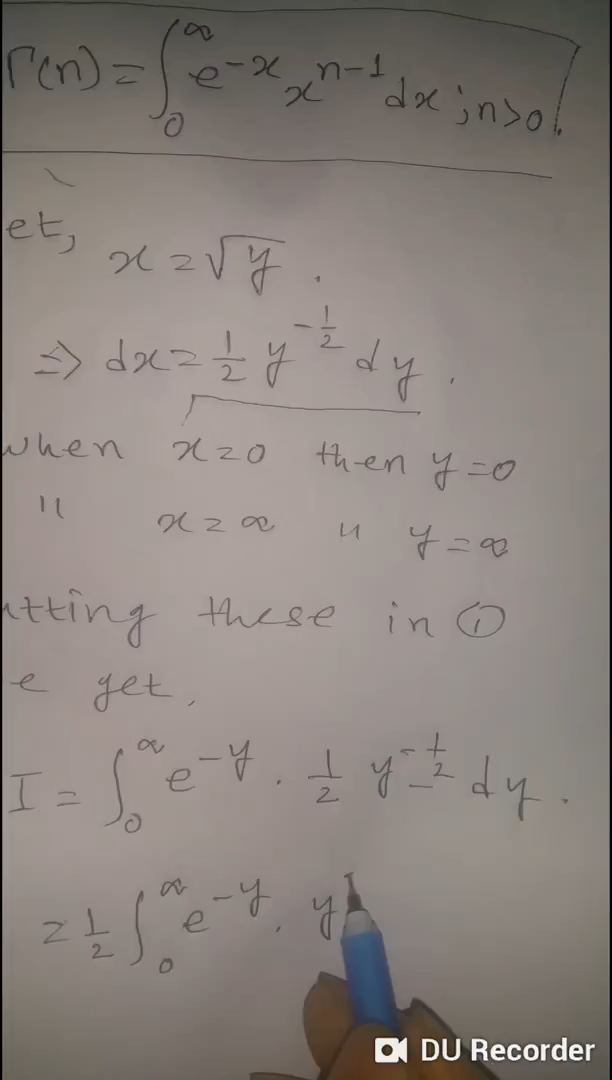 Γ(n) = ∫₀^∞ e^{-x} x^{n-1} dx ; n>0.
et, x = √y .
⇒ dx = 1/2 y^{-1/2} dy .
when x=0 then y=0
" x=∞ " y=∞
utting these in ①
e get,
I = ∫₀^∞ e^{-y} . 1/2 y^{-1/2} dy .
= 1/2 ∫₀^∞ e^{-y} . y
DU Recorder